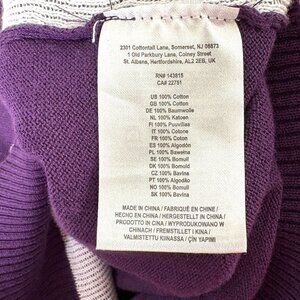 2301 Cottontail Lane, Somerset, NJ 08873
1 Old Parkbury Lane, Colney Street
St. Albans, Hertfordshire, AL2 2EB, UK
RN# 143815
CA# 22751
US 100% Cotton
GB 100% Cotton
DE 100% Baumwolle
NL 100% Katoen
FI 100% Puuvillaa
IT 100% Cotone
FR 100% Coton
ES 100% Algodón
PL 100% Bawełna
SE 100% Bomull
DK 100% Bomuld
CZ 100% Bavlna
PT 100% Algodão
NO 100% Bomull
SK 100% Bavlna
MADE IN CHINA / FABRIQUÉ EN CHINE /
HECHO EN CHINA / HERGESTELLT IN CHINA /
PRODOTTO IN CINA / WYPRODUKOWANO W
CHINACH / FREMSTILLET I KINA /
VALMISTETTU KIINASSA / ÇİN YAPIMI